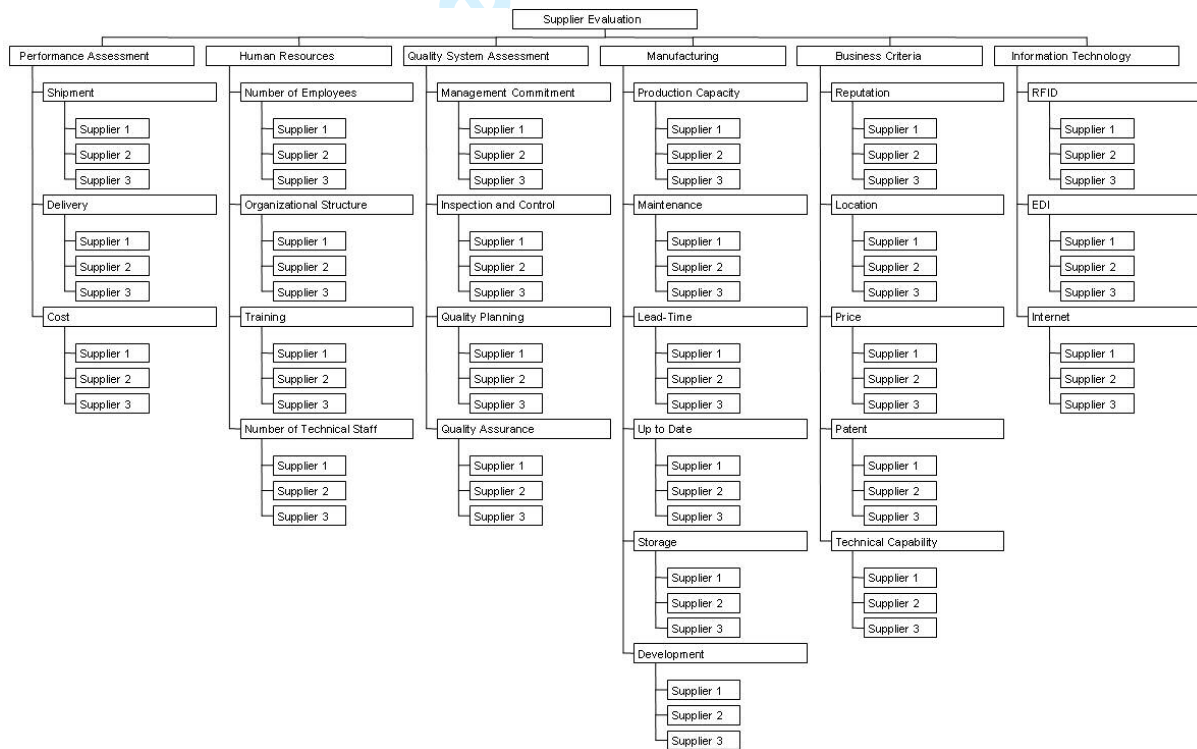 Supplier Evaluation
Performance Assessment
Shipment
Supplier 1
Supplier 2
Supplier 3
Delivery
Supplier 1
Supplier 2
Supplier 3
Cost
Supplier 1
Supplier 2
Supplier 3
Human Resources
Number of Employees
Supplier 1
Supplier 2
Supplier 3
Organizational Structure
Supplier 1
Supplier 2
Supplier 3
Training
Supplier 1
Supplier 2
Supplier 3
Number of Technical Staff
Supplier 1
Supplier 2
Supplier 3
Quality System Assessment
Management Commitment
Supplier 1
Supplier 2
Supplier 3
Inspection and Control
Supplier 1
Supplier 2
Supplier 3
Quality Planning
Supplier 1
Supplier 2
Supplier 3
Quality Assurance
Supplier 1
Supplier 2
Supplier 3
Manufacturing
Production Capacity
Supplier 1
Supplier 2
Supplier 3
Maintenance
Supplier 1
Supplier 2
Supplier 3
Lead-Time
Supplier 1
Supplier 2
Supplier 3
Up to Date
Supplier 1
Supplier 2
Supplier 3
Storage
Supplier 1
Supplier 2
Supplier 3
Development
Supplier 1
Supplier 2
Supplier 3
Business Criteria
Reputation
Supplier 1
Supplier 2
Supplier 3
Location
Supplier 1
Supplier 2
Supplier 3
Price
Supplier 1
Supplier 2
Supplier 3
Patent
Supplier 1
Supplier 2
Supplier 3
Technical Capability
Supplier 1
Supplier 2
Supplier 3
Information Technology
RFID
Supplier 1
Supplier 2
Supplier 3
EDI
Supplier 1
Supplier 2
Supplier 3
Internet
Supplier 1
Supplier 2
Supplier 3